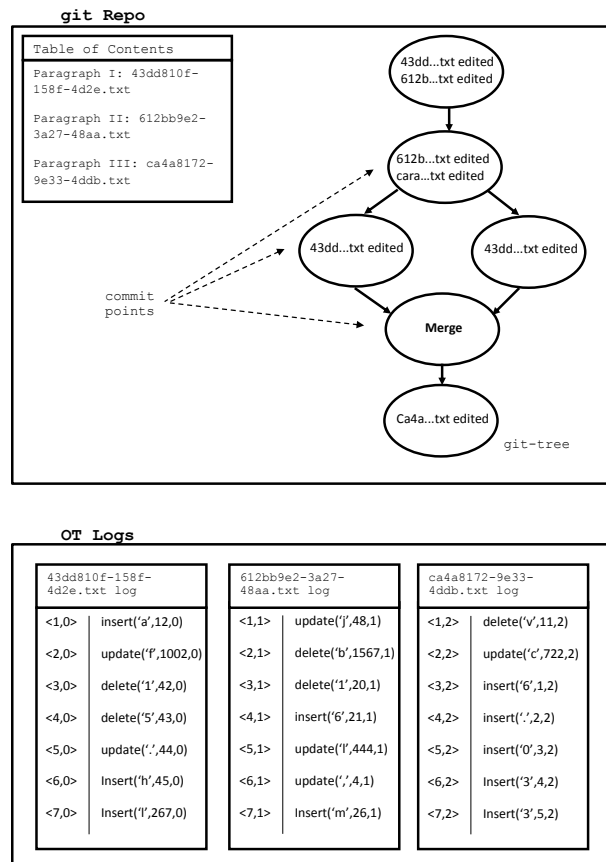 git Repo
Table of Contents
Paragraph I: 43dd810f-
158f-4d2e.txt
Paragraph II: 612bb9e2-
3a27-48aa.txt
Paragraph III: ca4a8172-
9e33-4ddb.txt
43dd...txt edited
612b...txt edited
612b...txt edited
cara...txt edited
43dd...txt edited
43dd...txt edited
commit
points
Merge
Ca4a...txt edited
git-tree
OT Logs
43dd810f-158f-
4d2e.txt log
<1,0> insert('a',12,0)
<2,0> update('f',1002,0)
<3,0> delete('1',42,0)
<4,0> delete('5',43,0)
<5,0> update('.',44,0)
<6,0> Insert('h',45,0)
<7,0> Insert('l',267,0)
612bb9e2-3a27-
48aa.txt log
<1,1> update('j',48,1)
<2,1> delete('b',1567,1)
<3,1> delete('1',20,1)
<4,1> insert('6',21,1)
<5,1> update('l',444,1)
<6,1> update(',',4,1)
<7,1> Insert('m',26,1)
ca4a8172-9e33-
4ddb.txt log
<1,2> delete('v',11,2)
<2,2> update('c',722,2)
<3,2> insert('6',1,2)
<4,2> insert('.',2,2)
<5,2> insert('0',3,2)
<6,2> Insert('3',4,2)
<7,2> Insert('3',5,2)